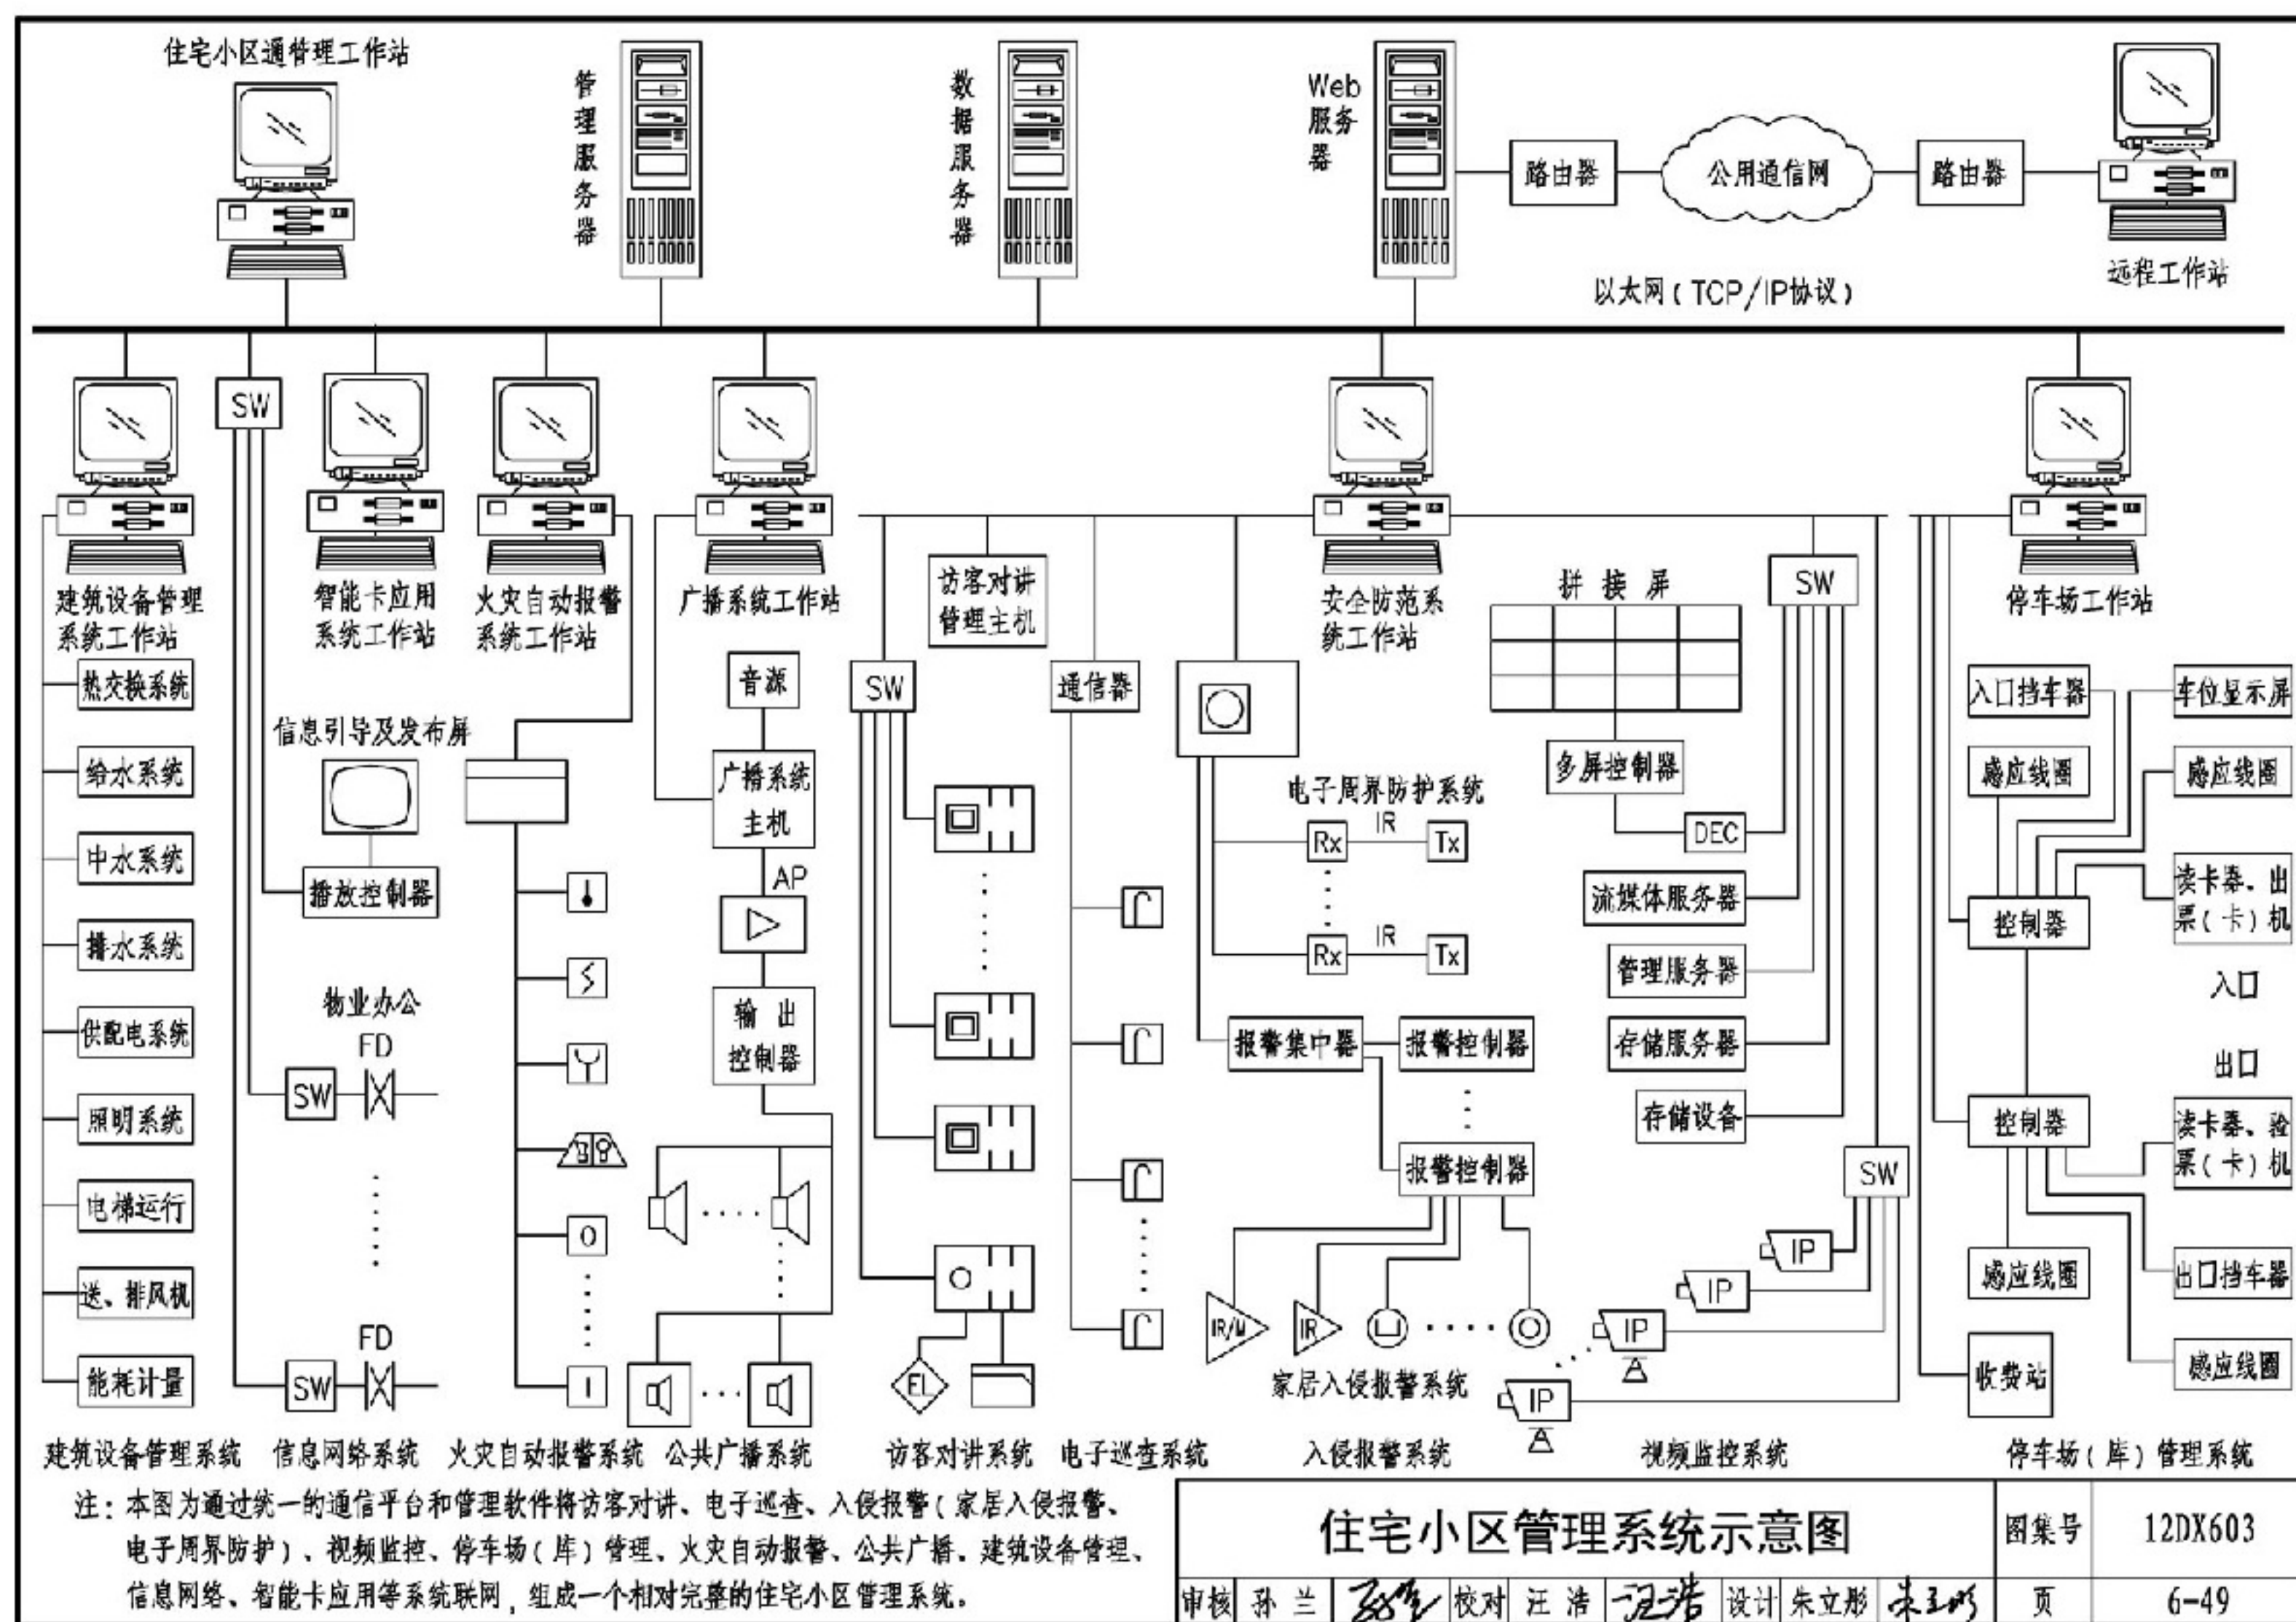 住宅小区通管理工作站
管理服务器
数据服务器
Web
服务
器
路由器
公用通信网
路由器
远程工作站
以太网（TCP/IP协议）
SW
建筑设备管理
系统工作站
智能卡应用
系统工作站
火灾自动报警
系统工作站
广播系统工作站
访客对讲
管理主机
安全防范系
统工作站
拼接屏
SW
停车场工作站
热交换系统
给水系统
中水系统
排水系统
供配电系统
照明系统
电梯运行
送、排风机
能耗计量
信息引导及发布屏
播放控制器
物业办公
FD
SW
FD
SW
音源
广播系统
主机
AP
输出
控制器
SW
通信器
EL
电子周界防护系统
Rx
IR
Tx
Rx
IR
Tx
报警集中器
报警控制器
报警控制器
IR/M
IR
家居入侵报警系统
多屏控制器
DEC
流媒体服务器
管理服务器
存储服务器
存储设备
SW
IP
IP
IP
IP
入口挡车器
车位显示屏
感应线圈
感应线圈
读卡器、出
票（卡）机
控制器
入口
出口
控制器
读卡器、验
票（卡）机
感应线圈
出口挡车器
收费站
感应线圈
建筑设备管理系统
信息网络系统
火灾自动报警系统
公共广播系统
访客对讲系统
电子巡查系统
入侵报警系统
视频监控系统
停车场（库）管理系统
注：本图为通过统一的通信平台和管理软件将访客对讲、电子巡查、入侵报警（家居入侵报警、
电子周界防护）、视频监控、停车场（库）管理、火灾自动报警、公共广播、建筑设备管理、
信息网络、智能卡应用等系统联网，组成一个相对完整的住宅小区管理系统。
住宅小区管理系统示意图
图集号
12DX603
审核 孙兰 校对 汪浩 汪浩 设计 朱立彤
页
6-49